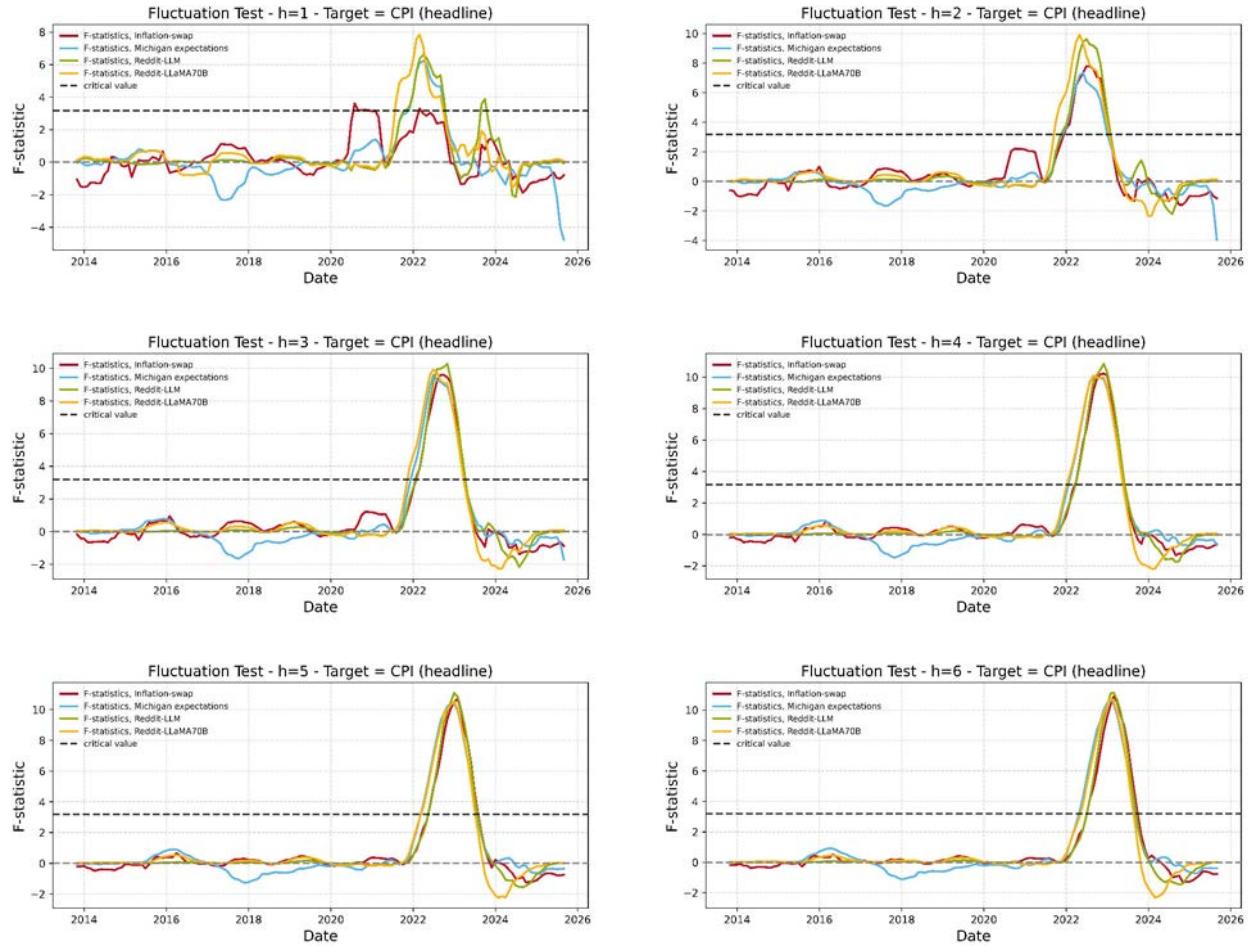 Fluctuation Test - h=1 - Target = CPI (headline)
F-statistics, Inflation-swap
F-statistics, Michigan expectations
F-statistics, Reddit-LLM
F-statistics, Reddit-LLaMA70B
critical value
F-statistic
8
6
4
2
0
−2
−4
2014 2016 2018 2020 2022 2024 2026
Date
Fluctuation Test - h=2 - Target = CPI (headline)
F-statistics, Inflation-swap
F-statistics, Michigan expectations
F-statistics, Reddit-LLM
F-statistics, Reddit-LLaMA70B
critical value
F-statistic
10
8
6
4
2
0
−2
−4
2014 2016 2018 2020 2022 2024 2026
Date
Fluctuation Test - h=3 - Target = CPI (headline)
F-statistics, Inflation-swap
F-statistics, Michigan expectations
F-statistics, Reddit-LLM
F-statistics, Reddit-LLaMA70B
critical value
F-statistic
10
8
6
4
2
0
−2
2014 2016 2018 2020 2022 2024 2026
Date
Fluctuation Test - h=4 - Target = CPI (headline)
F-statistics, Inflation-swap
F-statistics, Michigan expectations
F-statistics, Reddit-LLM
F-statistics, Reddit-LLaMA70B
critical value
F-statistic
10
8
6
4
2
0
−2
2014 2016 2018 2020 2022 2024 2026
Date
Fluctuation Test - h=5 - Target = CPI (headline)
F-statistics, Inflation-swap
F-statistics, Michigan expectations
F-statistics, Reddit-LLM
F-statistics, Reddit-LLaMA70B
critical value
F-statistic
10
8
6
4
2
0
−2
2014 2016 2018 2020 2022 2024 2026
Date
Fluctuation Test - h=6 - Target = CPI (headline)
F-statistics, Inflation-swap
F-statistics, Michigan expectations
F-statistics, Reddit-LLM
F-statistics, Reddit-LLaMA70B
critical value
F-statistic
10
8
6
4
2
0
−2
2014 2016 2018 2020 2022 2024 2026
Date